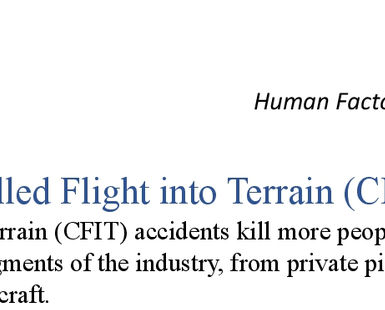 Human Facto
lled Flight into Terrain (CF
rrain (CFIT) accidents kill more peop
gments of the industry, from private pi
craft.